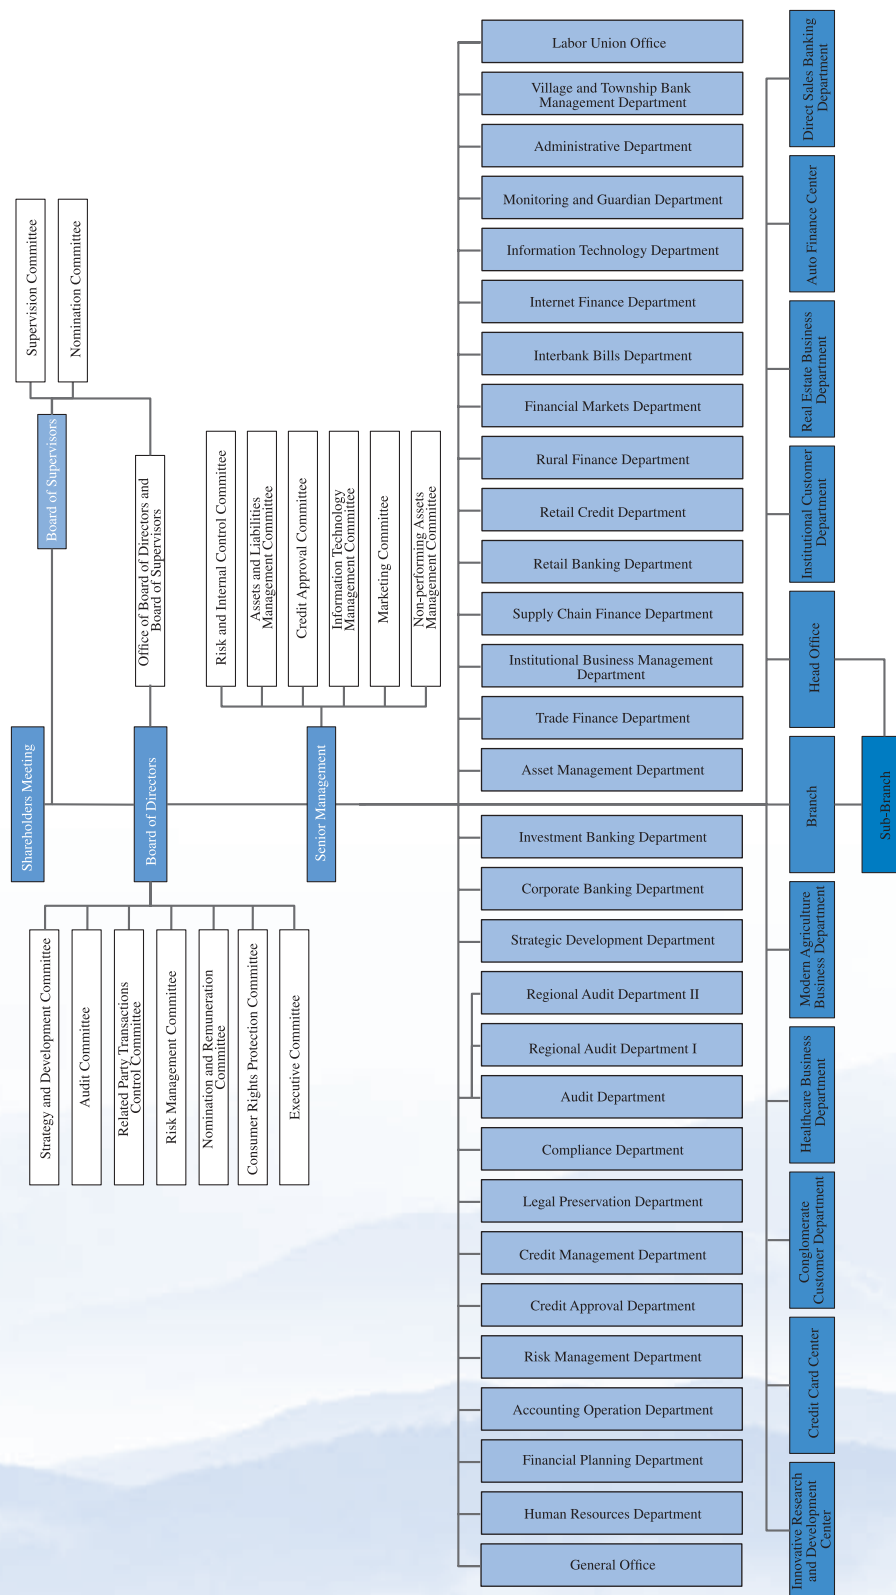 Shareholders Meeting
Board of Supervisors
Supervision Committee
Nomination Committee
Office of Board of Directors and
Board of Supervisors
Board of Directors
Strategy and Development Committee
Audit Committee
Related Party Transactions
Control Committee
Risk Management Committee
Nomination and Remuneration
Committee
Consumer Rights Protection Committee
Executive Committee
Senior Management
Risk and Internal Control Committee
Assets and Liabilities
Management Committee
Credit Approval Committee
Information Technology
Management Committee
Marketing Committee
Non-performing Assets
Management Committee
Labor Union Office
Village and Township Bank
Management Department
Administrative Department
Monitoring and Guardian Department
Information Technology Department
Internet Finance Department
Interbank Bills Department
Financial Markets Department
Rural Finance Department
Retail Credit Department
Retail Banking Department
Supply Chain Finance Department
Institutional Business Management
Department
Trade Finance Department
Asset Management Department
Investment Banking Department
Corporate Banking Department
Strategic Development Department
Regional Audit Department II
Regional Audit Department I
Audit Department
Compliance Department
Legal Preservation Department
Credit Management Department
Credit Approval Department
Risk Management Department
Accounting Operation Department
Financial Planning Department
Human Resources Department
General Office
Direct Sales Banking
Department
Auto Finance Center
Real Estate Business
Department
Institutional Customer
Department
Head Office
Branch
Sub-Branch
Modern Agriculture
Business Department
Healthcare Business
Department
Conglomerate
Customer Department
Credit Card Center
Innovative Research
and Development
Center